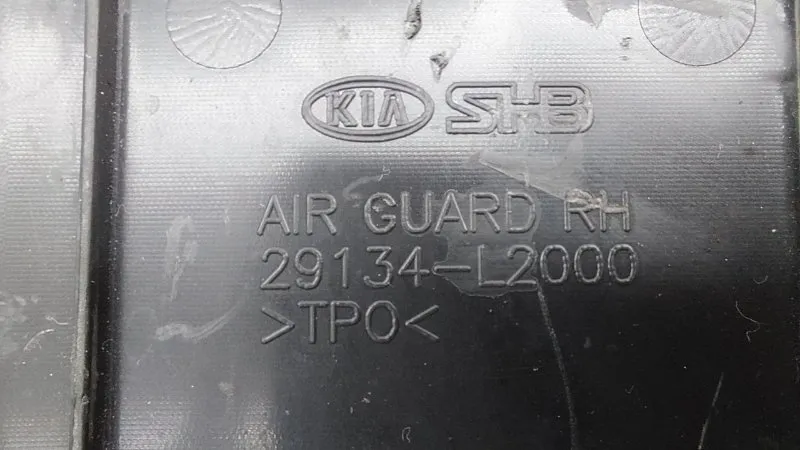 KIA SHB
AIR GUARD RH
29134-L2000
>TPO<